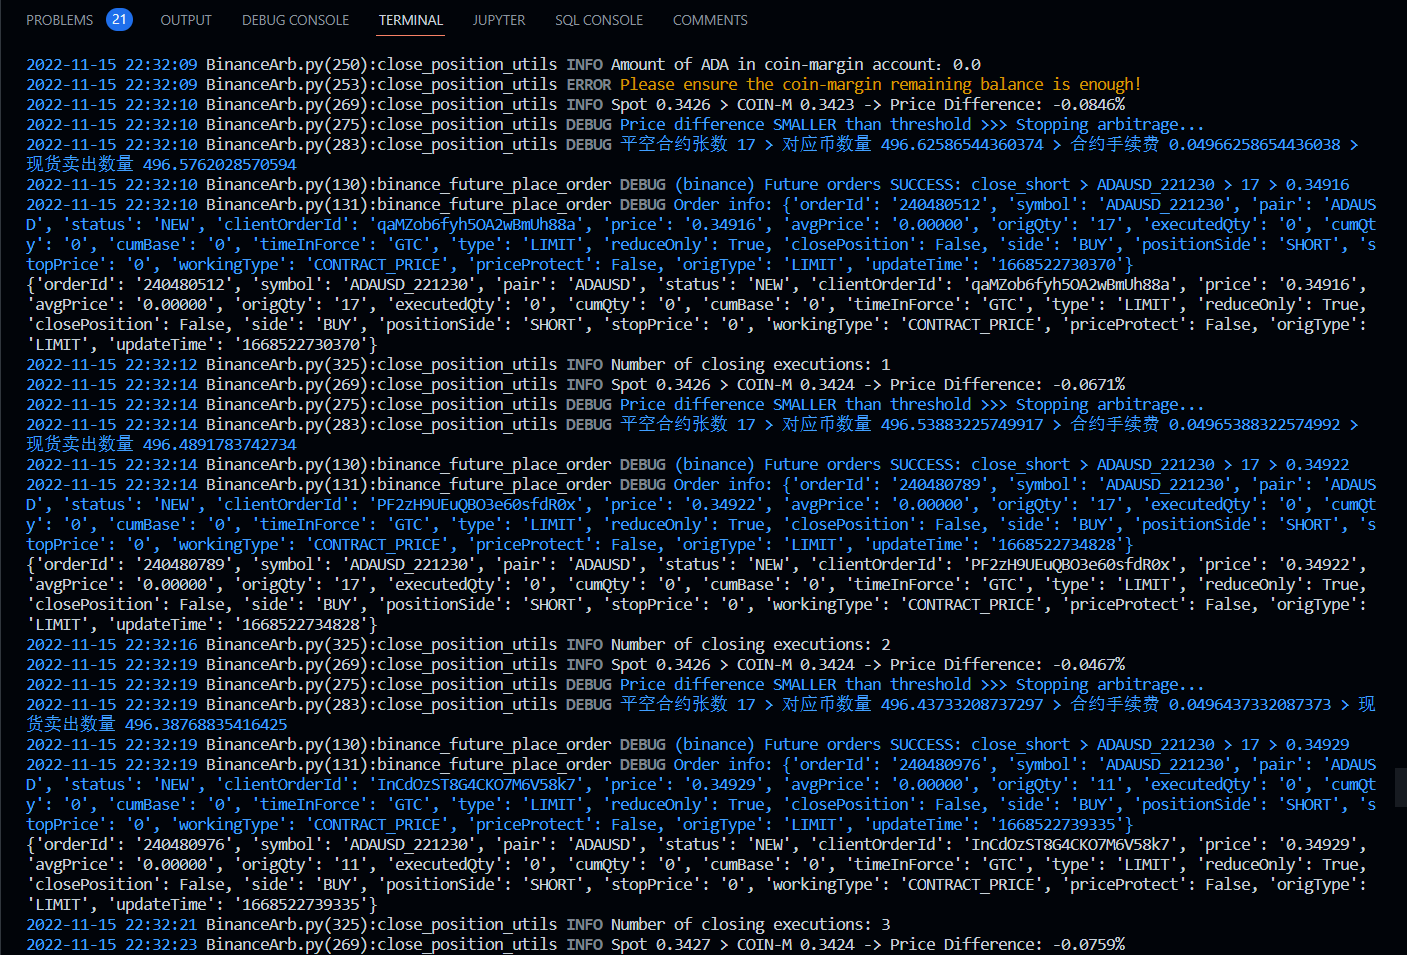 PROBLEMS 21 OUTPUT DEBUG CONSOLE TERMINAL JUPYTER SQL CONSOLE COMMENTS
2022-11-15 22:32:09 BinanceArb.py(250):close_position_utils INFO Amount of ADA in coin-margin account: 0.0
2022-11-15 22:32:09 BinanceArb.py(253):close_position_utils ERROR Please ensure the coin-margin remaining balance is enough!
2022-11-15 22:32:10 BinanceArb.py(269):close_position_utils INFO Spot 0.3426 > COIN-M 0.3423 -> Price Difference: -0.0846%
2022-11-15 22:32:10 BinanceArb.py(275):close_position_utils DEBUG Price difference SMALLER than threshold >>> Stopping arbitrage...
2022-11-15 22:32:10 BinanceArb.py(283):close_position_utils DEBUG 平空合约张数 17 > 对应币数量 496.62586544360374 > 合约手续费 0.04966258654436038 >
现货卖出数量 496.5762028570594
2022-11-15 22:32:10 BinanceArb.py(130):binance_future_place_order DEBUG (binance) Future orders SUCCESS: close_short > ADAUSD_221230 > 17 > 0.34916
2022-11-15 22:32:10 BinanceArb.py(131):binance_future_place_order DEBUG Order info: {'orderId': '240480512', 'symbol': 'ADAUSD_221230', 'pair': 'ADAUS
D', 'status': 'NEW', 'clientOrderId': 'qaMZob6fyh5OA2wBmUh88a', 'price': '0.34916', 'avgPrice': '0.00000', 'origQty': '17', 'executedQty': '0', 'cumQt
y': '0', 'cumBase': '0', 'timeInForce': 'GTC', 'type': 'LIMIT', 'reduceOnly': True, 'closePosition': False, 'side': 'BUY', 'positionSide': 'SHORT', 's
topPrice': '0', 'workingType': 'CONTRACT_PRICE', 'priceProtect': False, 'origType': 'LIMIT', 'updateTime': '1668522730370'}
{'orderId': '240480512', 'symbol': 'ADAUSD_221230', 'pair': 'ADAUSD', 'status': 'NEW', 'clientOrderId': 'qaMZob6fyh5OA2wBmUh88a', 'price': '0.34916',
'avgPrice': '0.00000', 'origQty': '17', 'executedQty': '0', 'cumQty': '0', 'cumBase': '0', 'timeInForce': 'GTC', 'type': 'LIMIT', 'reduceOnly': True,
'closePosition': False, 'side': 'BUY', 'positionSide': 'SHORT', 'stopPrice': '0', 'workingType': 'CONTRACT_PRICE', 'priceProtect': False, 'origType':
'LIMIT', 'updateTime': '1668522730370'}
2022-11-15 22:32:12 BinanceArb.py(325):close_position_utils INFO Number of closing executions: 1
2022-11-15 22:32:14 BinanceArb.py(269):close_position_utils INFO Spot 0.3426 > COIN-M 0.3424 -> Price Difference: -0.0671%
2022-11-15 22:32:14 BinanceArb.py(275):close_position_utils DEBUG Price difference SMALLER than threshold >>> Stopping arbitrage...
2022-11-15 22:32:14 BinanceArb.py(283):close_position_utils DEBUG 平空合约张数 17 > 对应币数量 496.53883225749917 > 合约手续费 0.04965388322574992 >
现货卖出数量 496.4891783742734
2022-11-15 22:32:14 BinanceArb.py(130):binance_future_place_order DEBUG (binance) Future orders SUCCESS: close_short > ADAUSD_221230 > 17 > 0.34922
2022-11-15 22:32:14 BinanceArb.py(131):binance_future_place_order DEBUG Order info: {'orderId': '240480789', 'symbol': 'ADAUSD_221230', 'pair': 'ADAUS
D', 'status': 'NEW', 'clientOrderId': 'PF2zH9UEuQBO3e60sfdR0x', 'price': '0.34922', 'avgPrice': '0.00000', 'origQty': '17', 'executedQty': '0', 'cumQt
y': '0', 'cumBase': '0', 'timeInForce': 'GTC', 'type': 'LIMIT', 'reduceOnly': True, 'closePosition': False, 'side': 'BUY', 'positionSide': 'SHORT', 's
topPrice': '0', 'workingType': 'CONTRACT_PRICE', 'priceProtect': False, 'origType': 'LIMIT', 'updateTime': '1668522734828'}
{'orderId': '240480789', 'symbol': 'ADAUSD_221230', 'pair': 'ADAUSD', 'status': 'NEW', 'clientOrderId': 'PF2zH9UEuQBO3e60sfdR0x', 'price': '0.34922',
'avgPrice': '0.00000', 'origQty': '17', 'executedQty': '0', 'cumQty': '0', 'cumBase': '0', 'timeInForce': 'GTC', 'type': 'LIMIT', 'reduceOnly': True,
'closePosition': False, 'side': 'BUY', 'positionSide': 'SHORT', 'stopPrice': '0', 'workingType': 'CONTRACT_PRICE', 'priceProtect': False, 'origType':
'LIMIT', 'updateTime': '1668522734828'}
2022-11-15 22:32:16 BinanceArb.py(325):close_position_utils INFO Number of closing executions: 2
2022-11-15 22:32:19 BinanceArb.py(269):close_position_utils INFO Spot 0.3426 > COIN-M 0.3424 -> Price Difference: -0.0467%
2022-11-15 22:32:19 BinanceArb.py(275):close_position_utils DEBUG Price difference SMALLER than threshold >>> Stopping arbitrage...
2022-11-15 22:32:19 BinanceArb.py(283):close_position_utils DEBUG 平空合约张数 17 > 对应币数量 496.43733208737297 > 合约手续费 0.0496437332087373 > 现
货卖出数量 496.38768835416425
2022-11-15 22:32:19 BinanceArb.py(130):binance_future_place_order DEBUG (binance) Future orders SUCCESS: close_short > ADAUSD_221230 > 17 > 0.34929
2022-11-15 22:32:19 BinanceArb.py(131):binance_future_place_order DEBUG Order info: {'orderId': '240480976', 'symbol': 'ADAUSD_221230', 'pair': 'ADAUS
D', 'status': 'NEW', 'clientOrderId': 'InCdOzST8G4CKO7M6V58k7', 'price': '0.34929', 'avgPrice': '0.00000', 'origQty': '11', 'executedQty': '0', 'cumQt
y': '0', 'cumBase': '0', 'timeInForce': 'GTC', 'type': 'LIMIT', 'reduceOnly': True, 'closePosition': False, 'side': 'BUY', 'positionSide': 'SHORT', 's
topPrice': '0', 'workingType': 'CONTRACT_PRICE', 'priceProtect': False, 'origType': 'LIMIT', 'updateTime': '1668522739335'}
{'orderId': '240480976', 'symbol': 'ADAUSD_221230', 'pair': 'ADAUSD', 'status': 'NEW', 'clientOrderId': 'InCdOzST8G4CKO7M6V58k7', 'price': '0.34929',
'avgPrice': '0.00000', 'origQty': '11', 'executedQty': '0', 'cumQty': '0', 'cumBase': '0', 'timeInForce': 'GTC', 'type': 'LIMIT', 'reduceOnly': True,
'closePosition': False, 'side': 'BUY', 'positionSide': 'SHORT', 'stopPrice': '0', 'workingType': 'CONTRACT_PRICE', 'priceProtect': False, 'origType':
'LIMIT', 'updateTime': '1668522739335'}
2022-11-15 22:32:21 BinanceArb.py(325):close_position_utils INFO Number of closing executions: 3
2022-11-15 22:32:23 BinanceArb.py(269):close_position_utils INFO Spot 0.3427 > COIN-M 0.3424 -> Price Difference: -0.0759%